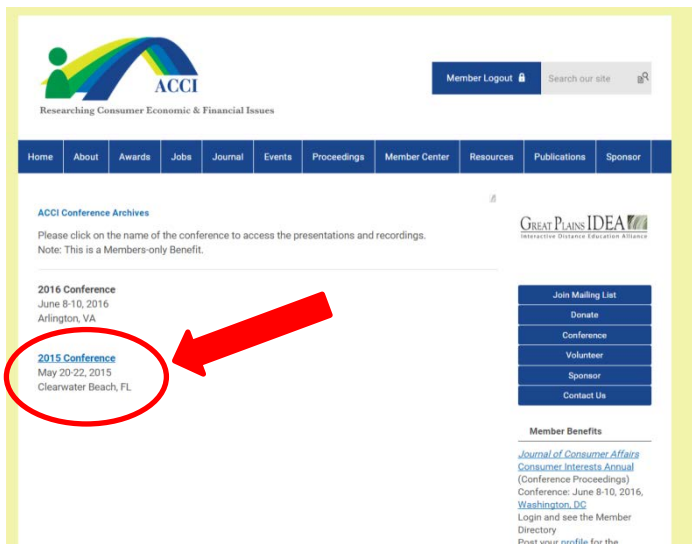 ACCI
Researching Consumer Economic & Financial Issues
Member Logout
Search our site
Home About Awards Jobs Journal Events Proceedings Member Center Resources Publications Sponsor
ACCI Conference Archives
Please click on the name of the conference to access the presentations and recordings.
Note: This is a Members-only Benefit.
2016 Conference
June 8-10, 2016
Arlington, VA
2015 Conference
May 20-22, 2015
Clearwater Beach, FL
GREAT PLAINS IDEA
Interactive Distance Education Alliance
Join Mailing List
Donate
Conference
Volunteer
Sponsor
Contact Us
Member Benefits
Journal of Consumer Affairs
Consumer Interests Annual
(Conference Proceedings)
Conference: June 8-10, 2016,
Washington, DC
Login and see the Member
Directory
Post your profile for the